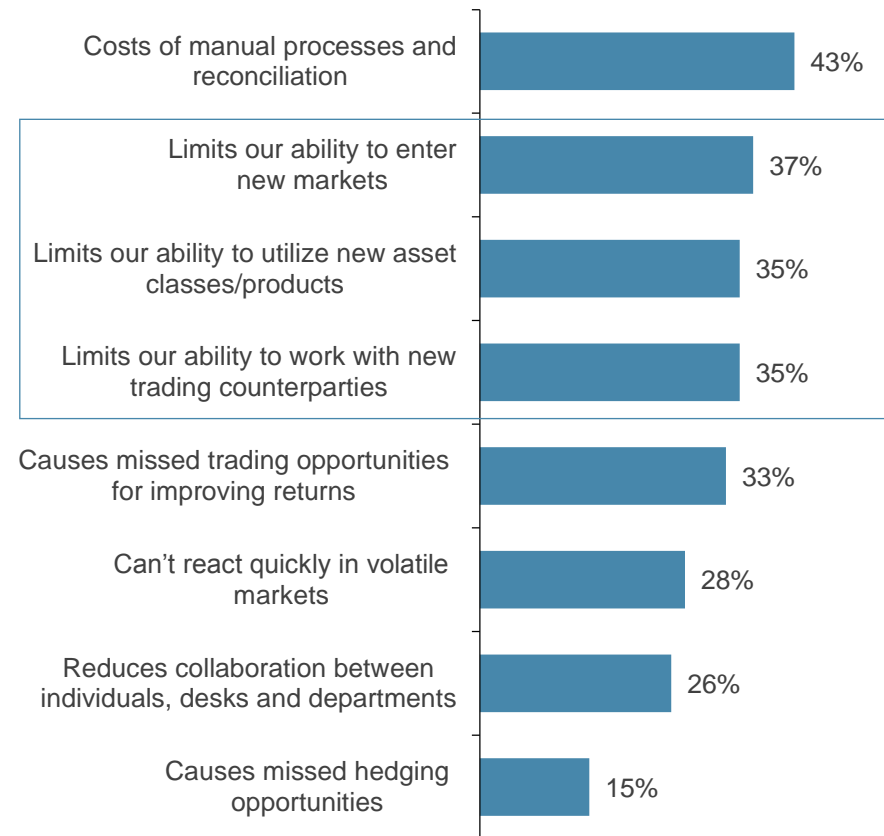 Costs of manual processes and
reconciliation
43%
Limits our ability to enter
new markets
37%
Limits our ability to utilize new asset
classes/products
35%
Limits our ability to work with new
trading counterparties
35%
Causes missed trading opportunities
for improving returns
33%
Can’t react quickly in volatile
markets
28%
Reduces collaboration between
individuals, desks and departments
26%
Causes missed hedging
opportunities
15%